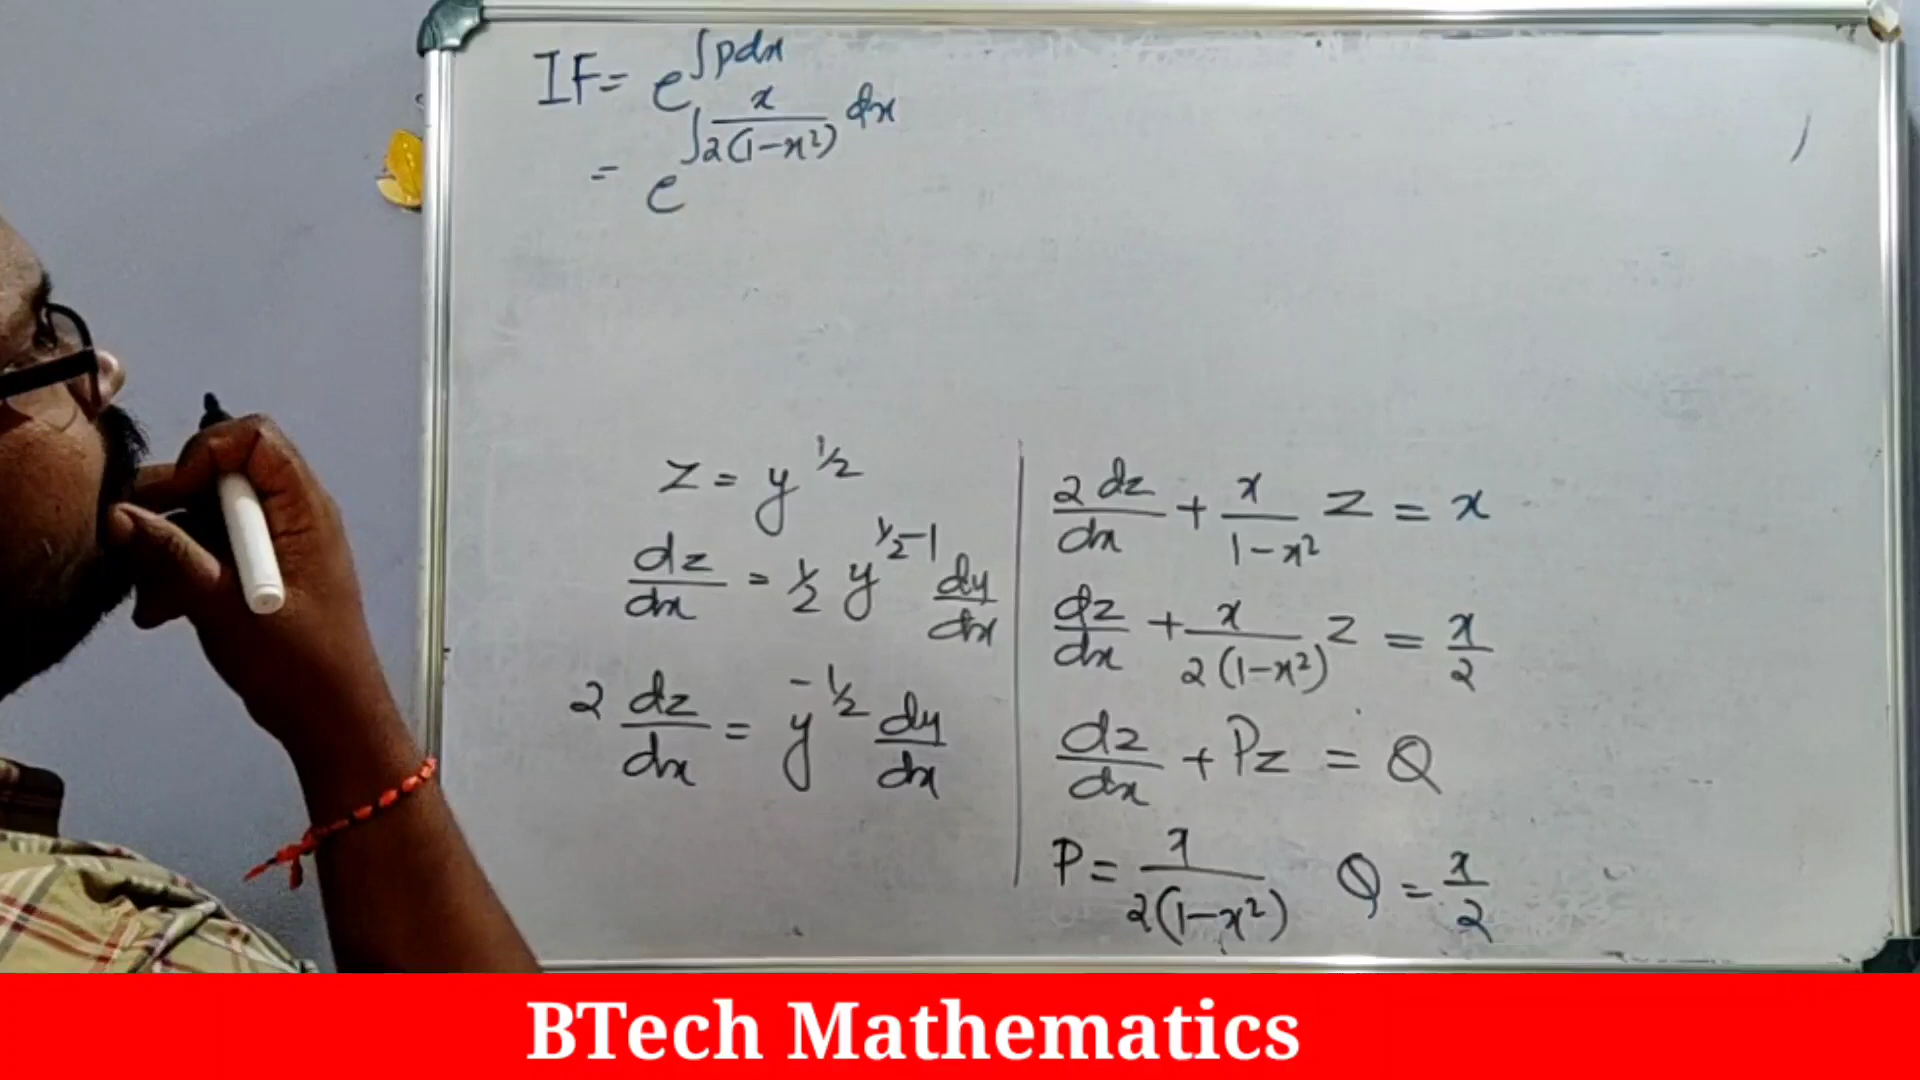 IF = e^∫pdx
= e^∫x/2(1-x²) dx
z = y^1/2
dz/dx = 1/2 y^1/2-1 dy/dx
2 dz/dx = y^-1/2 dy/dx
2 dz/dx + x/1-x² z = x
dz/dx + x/2(1-x²) z = x/2
dz/dx + Pz = Q
P = x/2(1-x²) Q = x/2
BTech Mathematics